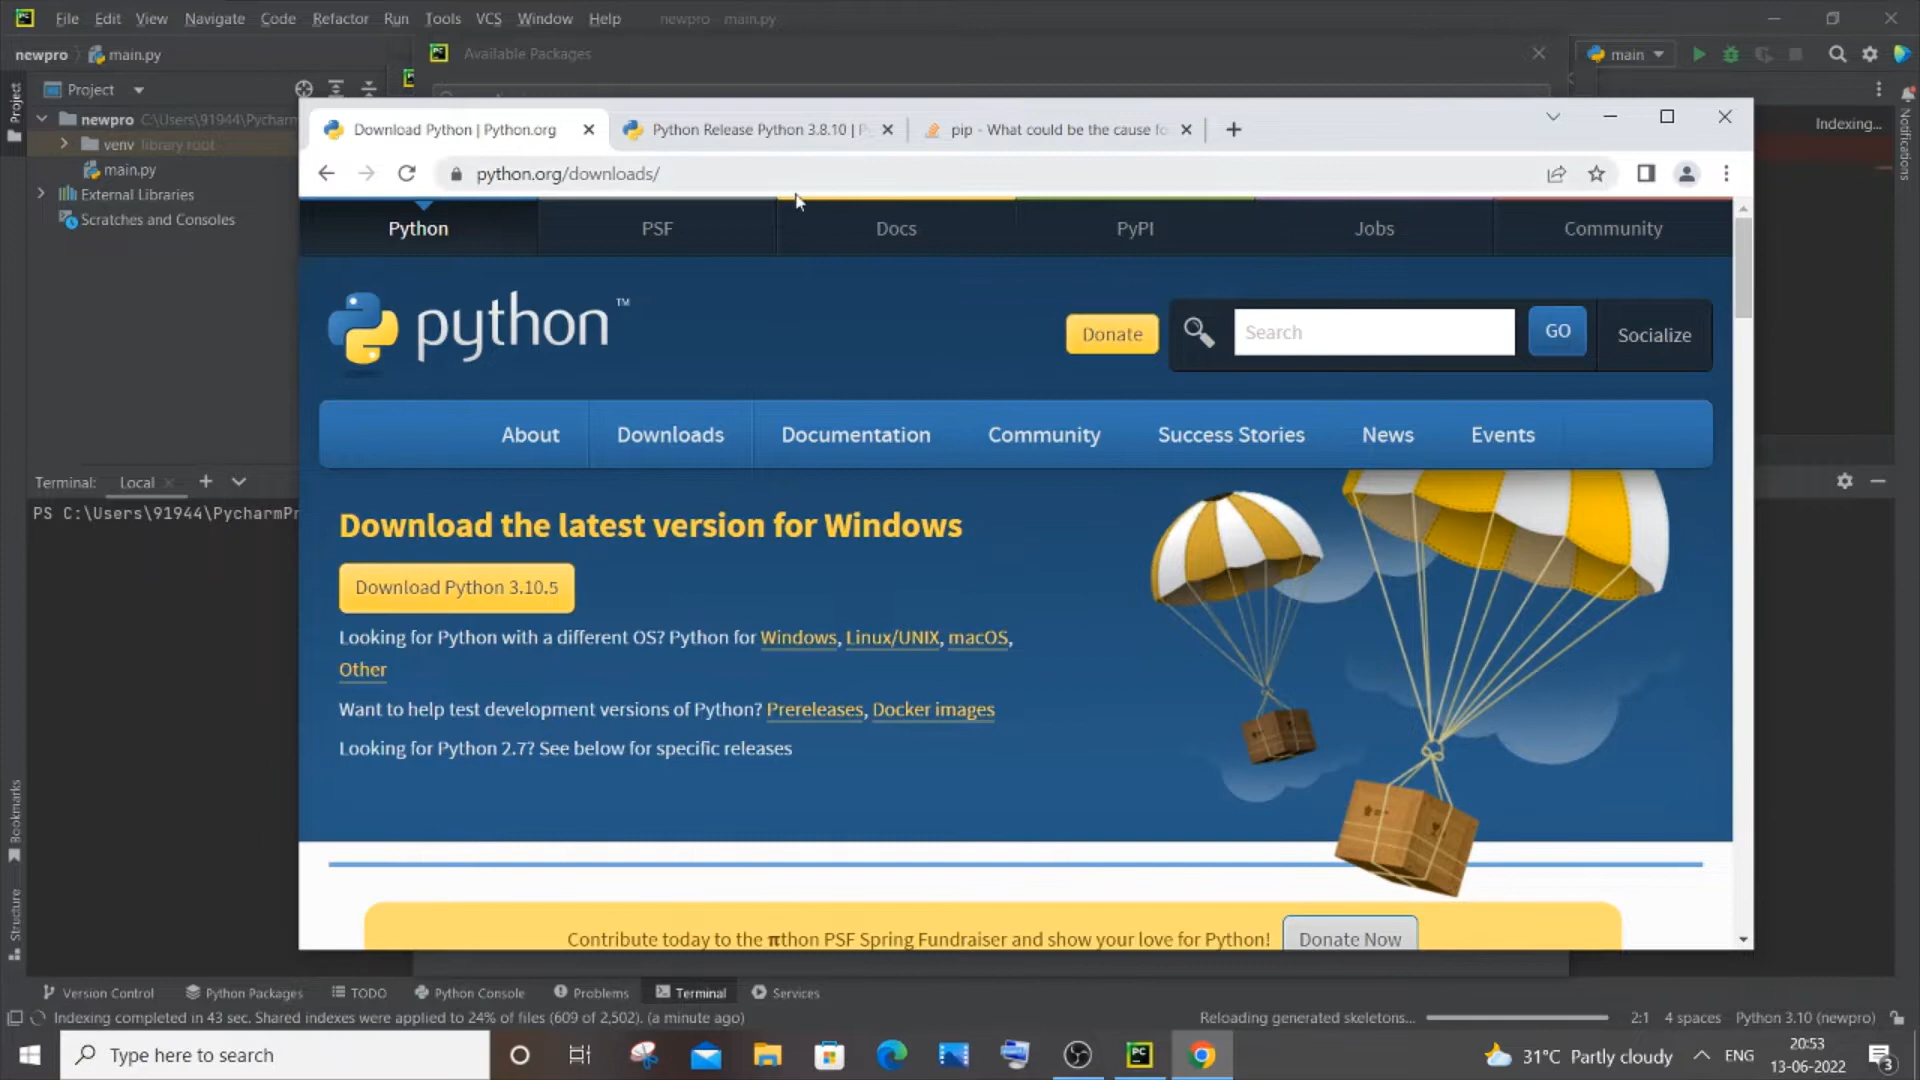 File Edit View Navigate Code Refactor Run Tools VCS Window Help newpro - main.py
newpro main.py Available Packages main
Project
Project
newpro C:\Users\91944\Pycharm
venv library root
main.py
External Libraries
Scratches and Consoles
Indexing...
Notifications
Download Python | Python.org Python Release Python 3.8.10 | P pip - What could be the cause fo
python.org/downloads/
Python PSF Docs PyPI Jobs Community
python™
Donate Search GO Socialize
About Downloads Documentation Community Success Stories News Events
Terminal: Local
PS C:\Users\91944\PycharmPr
Download the latest version for Windows
Download Python 3.10.5
Looking for Python with a different OS? Python for Windows, Linux/UNIX, macOS,
Other
Want to help test development versions of Python? Prereleases, Docker images
Looking for Python 2.7? See below for specific releases
Contribute today to the πthon PSF Spring Fundraiser and show your love for Python! Donate Now
Bookmarks
Structure
Version Control Python Packages TODO Python Console Problems Terminal Services
Indexing completed in 43 sec. Shared indexes were applied to 24% of files (609 of 2,502). (a minute ago) Reloading generated skeletons... 2:1 4 spaces Python 3.10 (newpro)
Type here to search 31°C Partly cloudy ENG 20:53
13-06-2022 3